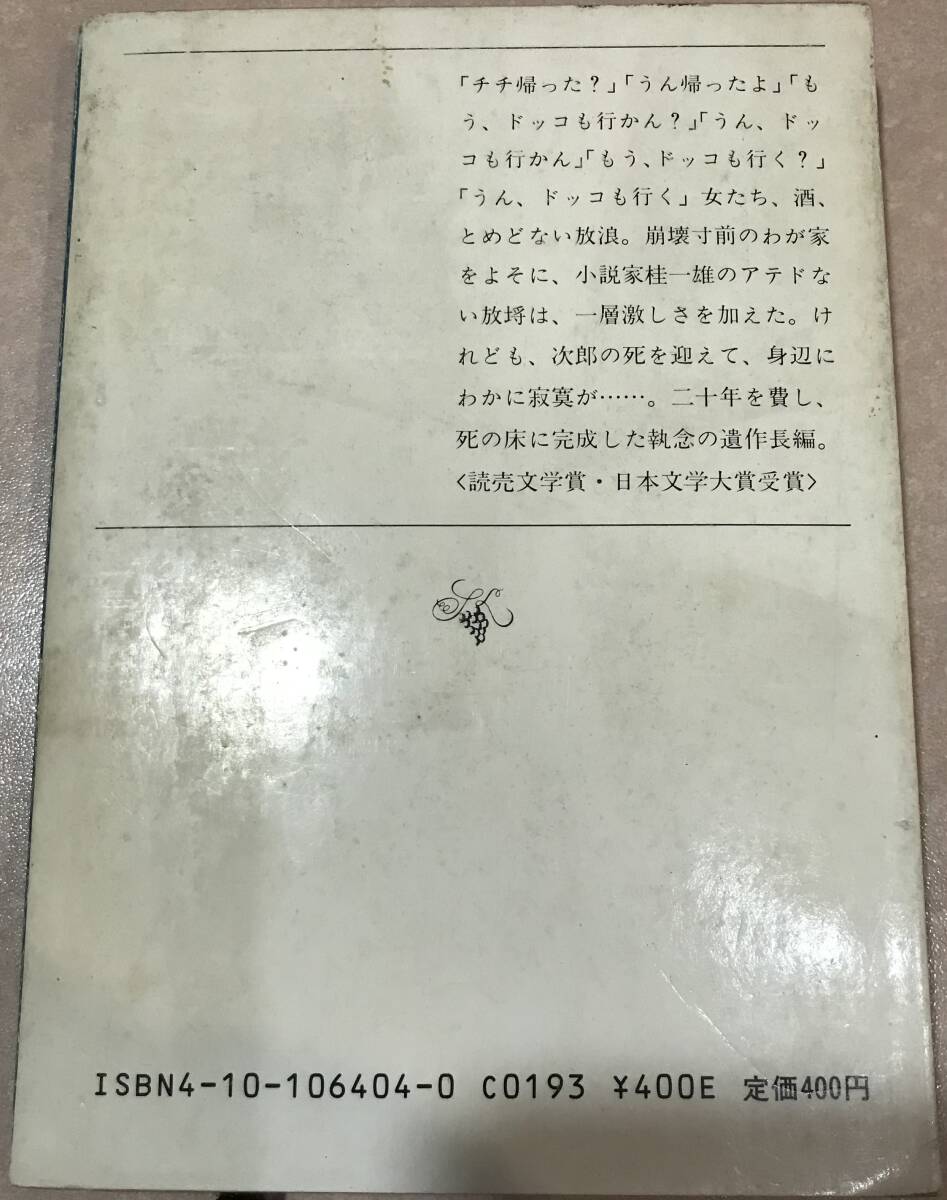 「チチ帰った？」「うん帰ったよ」「も
う、ドッコも行かん？」「うん、ドッ
コも行かん」「もう、ドッコも行く？」
「うん、ドッコも行く」女たち、酒、
とめどない放浪。崩壊寸前のわが家
をよそに、小説家桂一雄のアテドな
い放埓は、一層激しさを加えた。け
れども、次郎の死を迎えて、身辺に
わかに寂寞が……。二十年を費し、
死の床に完成した執念の遺作長編。
〈読売文学賞・日本文学大賞受賞〉
SK
ISBN4-10-106404-0 C0193 ¥400E 定価400円